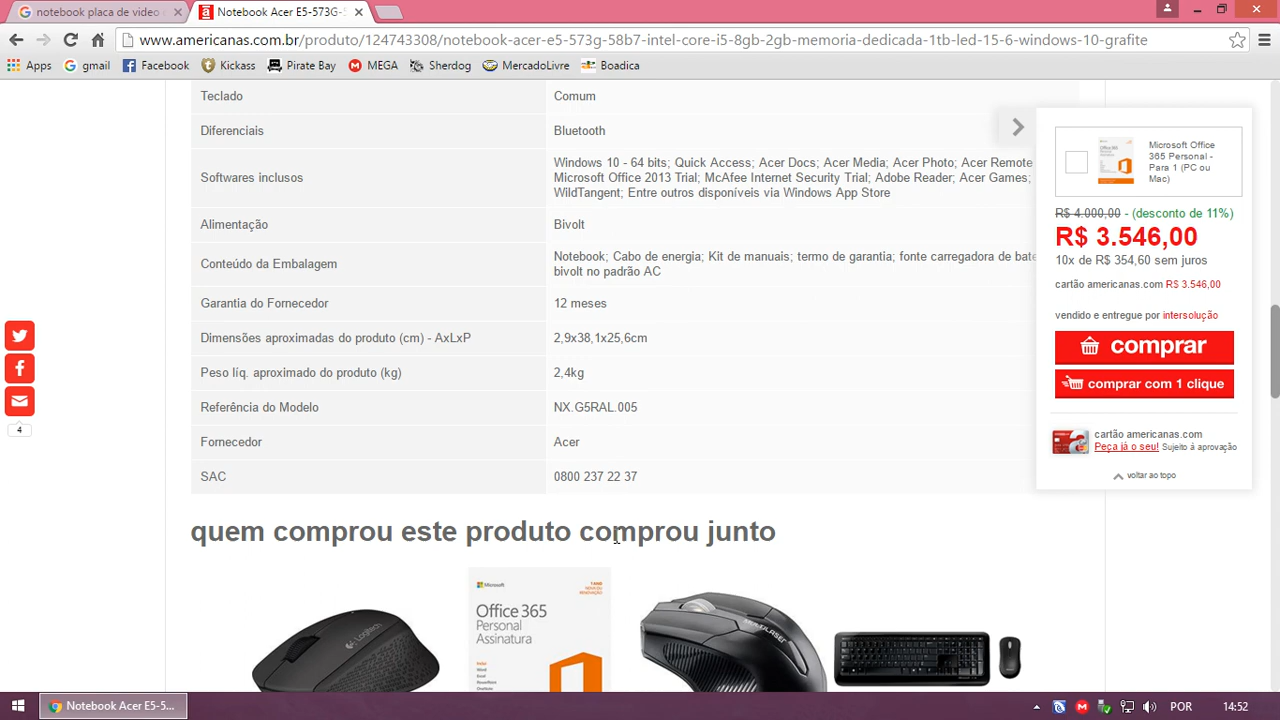 notebook placa de video
Notebook Acer E5-573G-5
www.americanas.com.br/produto/124743308/notebook-acer-e5-573g-58b7-intel-core-i5-8gb-2gb-memoria-dedicada-1tb-led-15-6-windows-10-grafite
Apps
gmail
Facebook
Kickass
Pirate Bay
MEGA
Sherdog
MercadoLivre
Boadica
Teclado
Comum
Diferenciais
Bluetooth
Softwares inclusos
Windows 10 - 64 bits; Quick Access; Acer Docs; Acer Media; Acer Photo; Acer Remote
Microsoft Office 2013 Trial; McAfee Internet Security Trial; Adobe Reader; Acer Games;
WildTangent; Entre outros disponíveis via Windows App Store
Alimentação
Bivolt
Conteúdo da Embalagem
Notebook; Cabo de energia; Kit de manuais; termo de garantia; fonte carregadora de bate
bivolt no padrão AC
Garantia do Fornecedor
12 meses
Dimensões aproximadas do produto (cm) - AxLxP
2,9x38,1x25,6cm
Peso líq. aproximado do produto (kg)
2,4kg
Referência do Modelo
NX.G5RAL.005
Fornecedor
Acer
SAC
0800 237 22 37
Microsoft Office
365 Personal -
Para 1 (PC ou
Mac)
R$ 4.000,00 - (desconto de 11%)
R$ 3.546,00
10x de R$ 354,60 sem juros
cartão americanas.com R$ 3.546,00
vendido e entregue por intersolução
comprar
comprar com 1 clique
cartão americanas.com
Peça já o seu! Sujeito à aprovação
voltar ao topo
4
quem comprou este produto comprou junto
Logitech
Microsoft
Office 365
Personal
Assinatura
MULTILASER
Notebook Acer E5-5...
POR
14:52